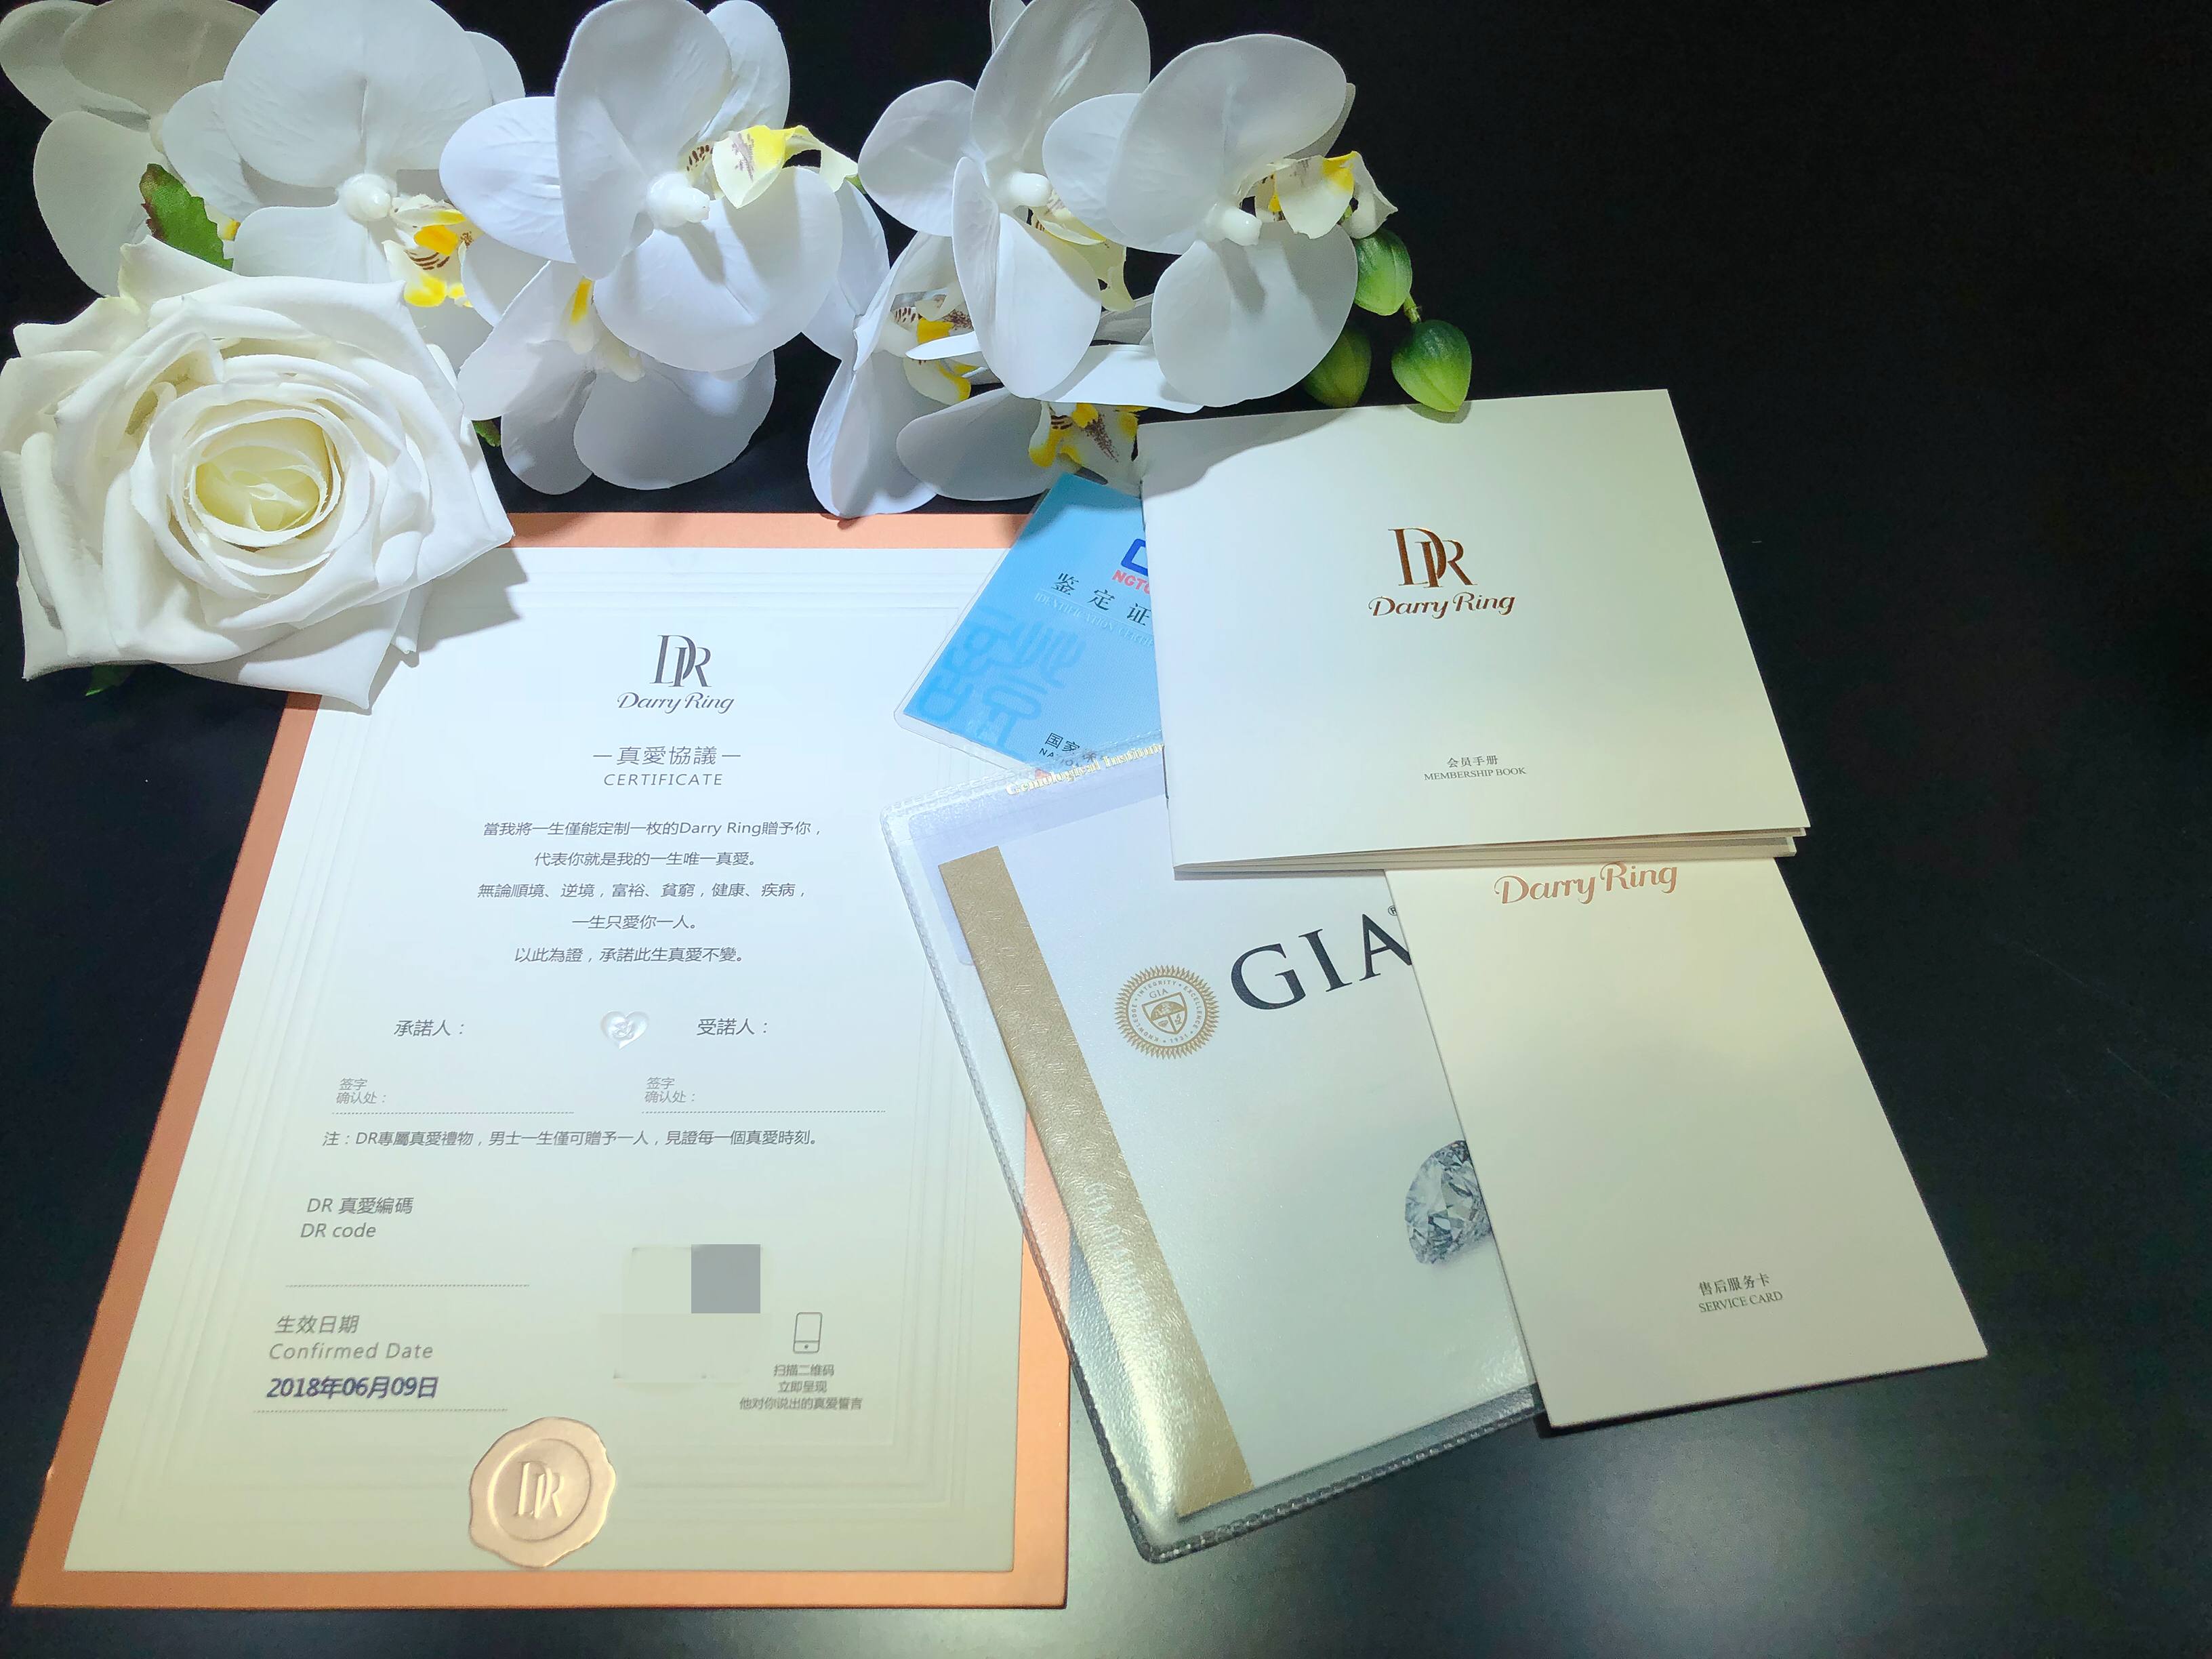 DR
Darry Ring
—真愛協議—
CERTIFICATE
當我將一生僅能定制一枚的Darry Ring贈予你，
代表你就是我的一生唯一真愛。
無論順境、逆境，富裕、貧窮，健康、疾病，
一生只愛你一人。
以此為證，承諾此生真愛不變。
承諾人：
受諾人：
签字
确认处：
签字
确认处：
注：DR專屬真愛禮物，男士一生僅可贈予一人，見證每一個真愛時刻。
DR 真愛編碼
DR code
生效日期
Confirmed Date
2018年06月09日
扫描二维码
立即呈现
他对你说出的真爱誓言
DR
NGTC
鉴定证
国家
DR
Darry Ring
会员手册
MEMBERSHIP BOOK
Gemological Institute
GIA
®
INTEGRITY
EXCELLENCE
KNOWLEDGE
GIA
1931
Darry Ring
售后服务卡
SERVICE CARD